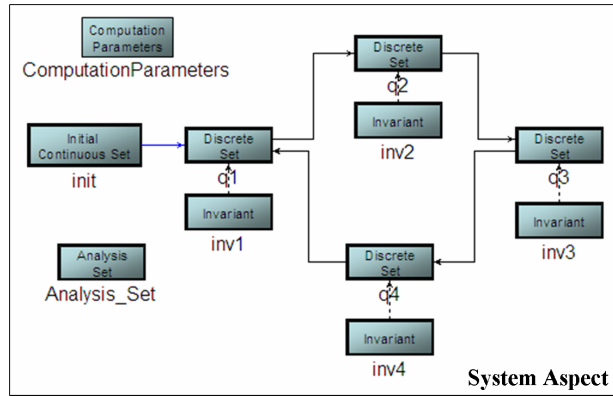 Computation
Parameters
ComputationParameters
Discrete
Set
q2
Invariant
inv2
Initial
Continuous Set
init
Discrete
Set
q1
Invariant
inv1
Discrete
Set
q3
Invariant
inv3
Analysis
Set
Analysis_Set
Discrete
Set
q4
Invariant
inv4
System Aspect